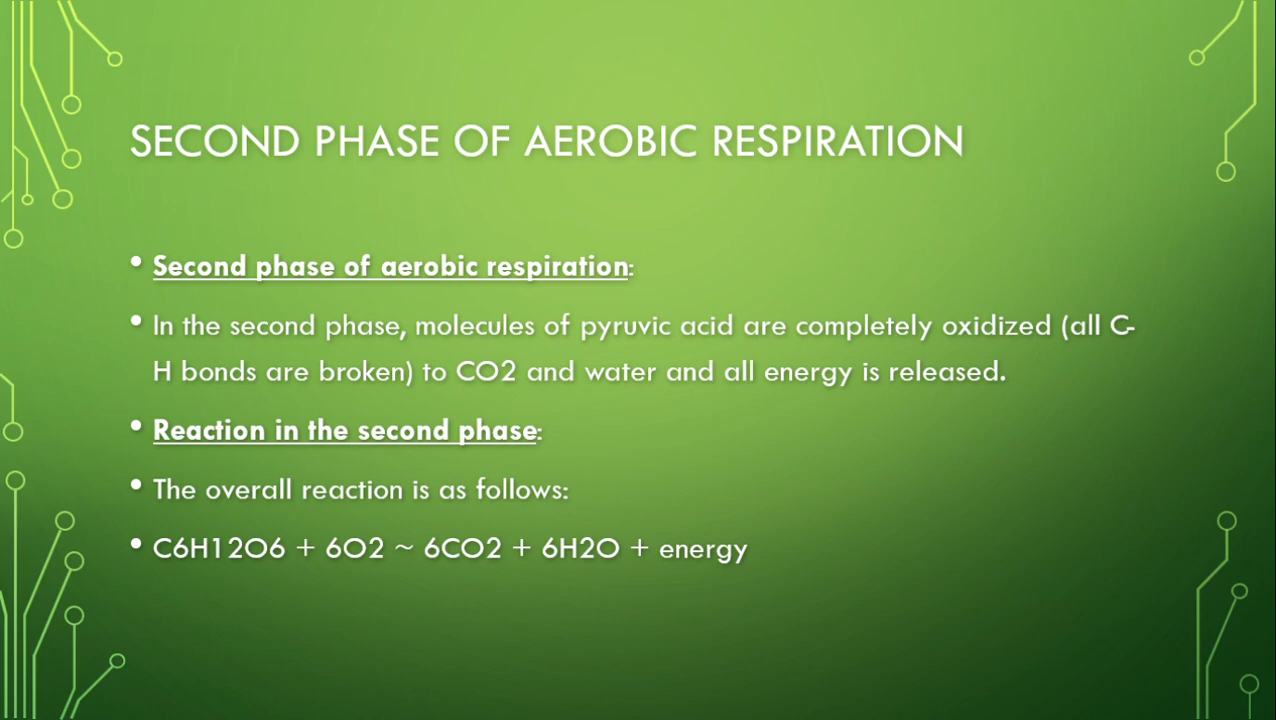 SECOND PHASE OF AEROBIC RESPIRATION
• Second phase of aerobic respiration:
• In the second phase, molecules of pyruvic acid are completely oxidized (all C-
H bonds are broken) to CO2 and water and all energy is released.
• Reaction in the second phase:
• The overall reaction is as follows:
• C6H12O6 + 6O2 ~ 6CO2 + 6H2O + energy